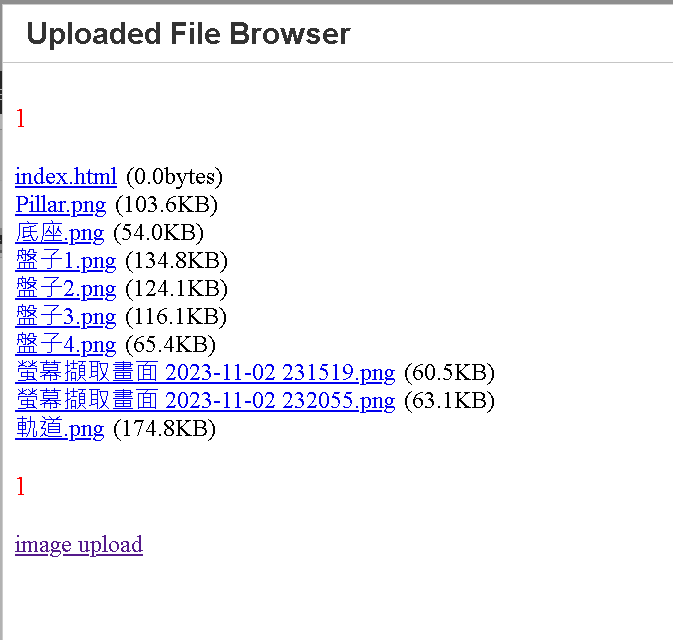 Uploaded File Browser
1
index.html (0.0bytes)
Pillar.png (103.6KB)
底座.png (54.0KB)
盤子1.png (134.8KB)
盤子2.png (124.1KB)
盤子3.png (116.1KB)
盤子4.png (65.4KB)
螢幕擷取畫面 2023-11-02 231519.png (60.5KB)
螢幕擷取畫面 2023-11-02 232055.png (63.1KB)
軌道.png (174.8KB)
1
image upload